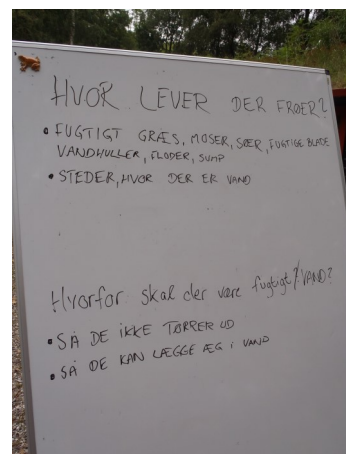 HVOR LEVER DER FRØER?
• FUGTIGT GRÆS, MOSER, SØER, FUGTIGE BLADE
VANDHULLER, FLODER, SUMP
• STEDER, HVOR DER ER VAND
Hvorfor skal der være fugtigt?/VAND?
• SÅ DE IKKE TØRRER UD
• SÅ DE KAN LÆGGE ÆG i VAND